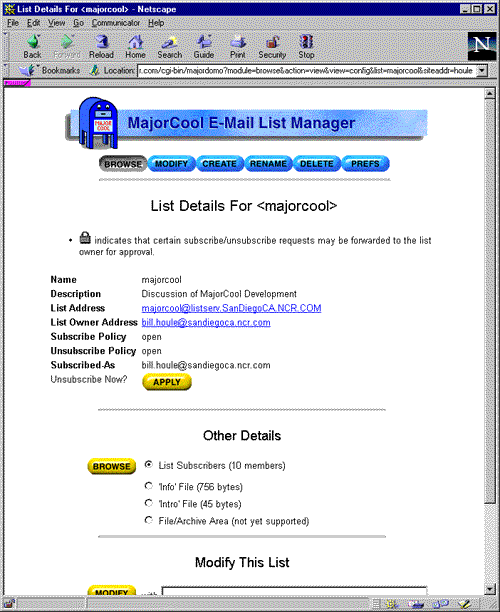 List Details For <majorcool> - Netscape
File Edit View Go Communicator Help
Back Forward Reload Home Search Guide Print Security Stop
Bookmarks Location: r.com/cgi-bin/majordomo?module=browse&action=view&view=config&list=majorcool&siteaddr=houle
N
MAJOR COOL
MajorCool E-Mail List Manager
BROWSE MODIFY CREATE RENAME DELETE PREFS
List Details For <majorcool>
• indicates that certain subscribe/unsubscribe requests may be forwarded to the list
owner for approval.
Name majorcool
Description Discussion of MajorCool Development
List Address majorcool@listserv.SanDiegoCA.NCR.COM
List Owner Address bill.houle@sandiegoca.ncr.com
Subscribe Policy open
Unsubscribe Policy open
Subscribed-As bill.houle@sandiegoca.ncr.com
Unsubscribe Now? APPLY
Other Details
BROWSE List Subscribers (10 members)
'Info' File (756 bytes)
'Intro' File (45 bytes)
File/Archive Area (not yet supported)
Modify This List
MODIFY with